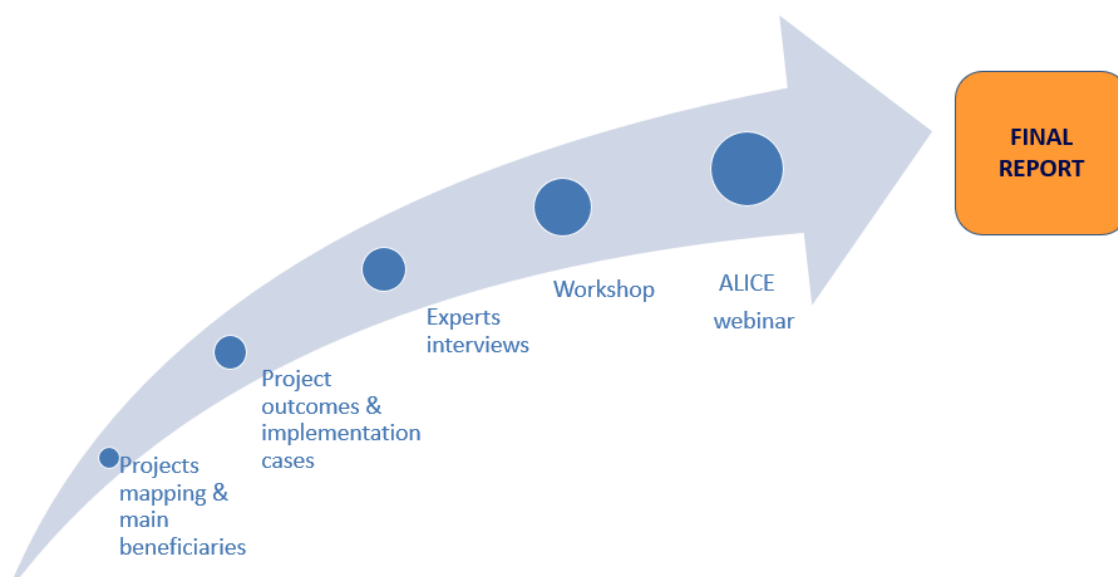 Projects
mapping &
main
beneficiaries
Project
outcomes &
implementation
cases
Experts
interviews
Workshop
ALICE
webinar
FINAL
REPORT